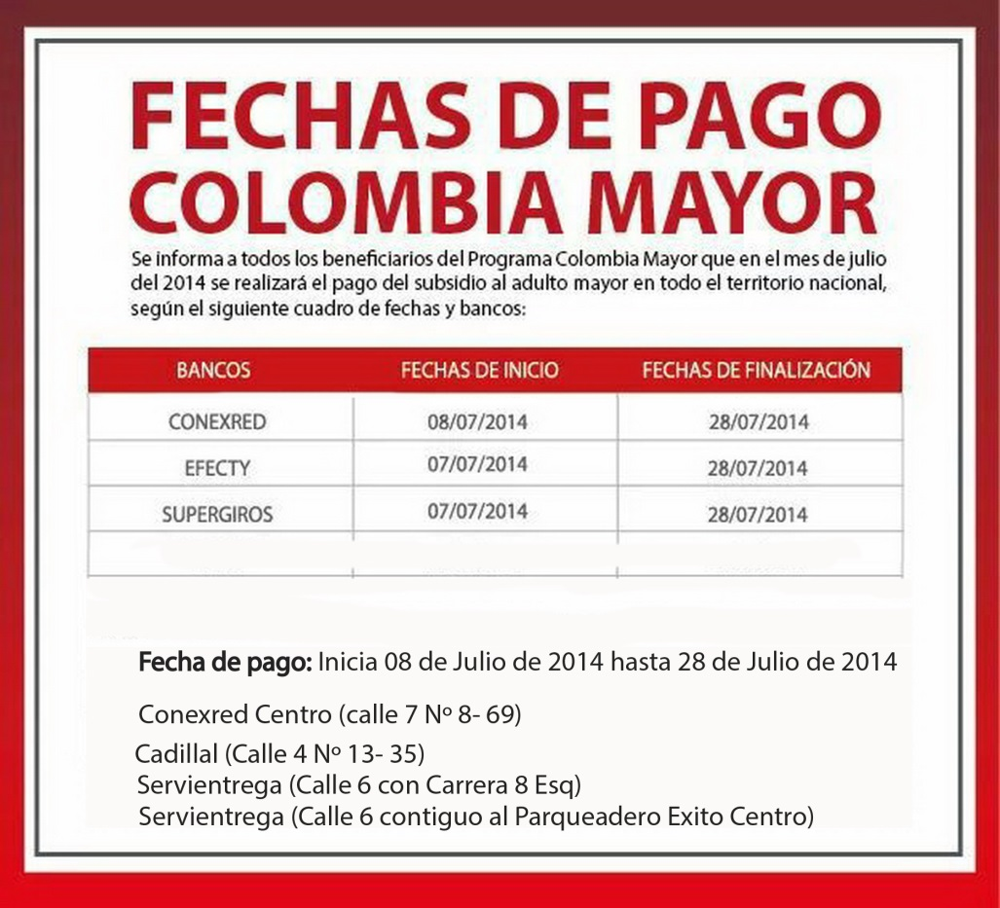 FECHAS DE PAGO
COLOMBIA MAYOR
Se informa a todos los beneficiarios del Programa Colombia Mayor que en el mes de julio
del 2014 se realizará el pago del subsidio al adulto mayor en todo el territorio nacional,
según el siguiente cuadro de fechas y bancos:
BANCOS FECHAS DE INICIO FECHAS DE FINALIZACIÓN
CONEXRED 08/07/2014 28/07/2014
EFECTY 07/07/2014 28/07/2014
SUPERGIROS 07/07/2014 28/07/2014
Fecha de pago: Inicia 08 de Julio de 2014 hasta 28 de Julio de 2014
Conexred Centro (calle 7 Nº 8- 69)
Cadillal (Calle 4 Nº 13- 35)
Servientrega (Calle 6 con Carrera 8 Esq)
Servientrega (Calle 6 contiguo al Parqueadero Exito Centro)